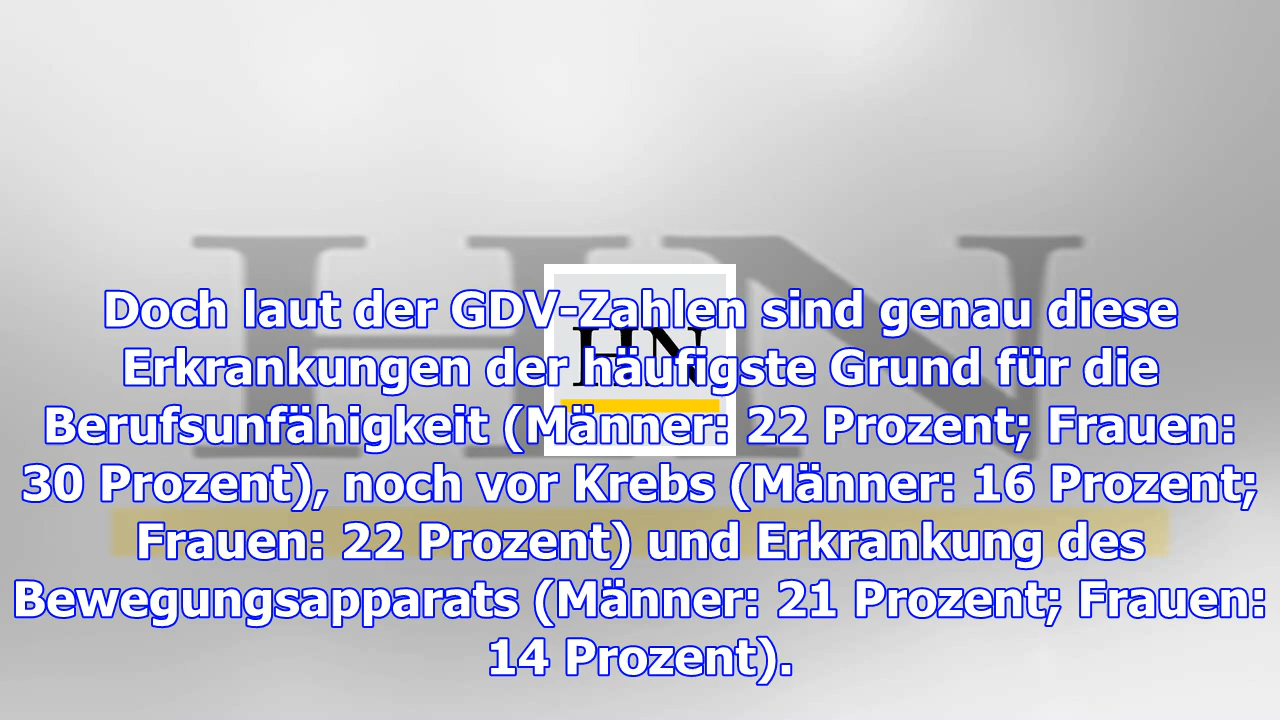 HN
HN
Doch laut der GDV-Zahlen sind genau diese
Erkrankungen der häufigste Grund für die
Berufsunfähigkeit (Männer: 22 Prozent; Frauen:
30 Prozent), noch vor Krebs (Männer: 16 Prozent;
Frauen: 22 Prozent) und Erkrankung des
Bewegungsapparats (Männer: 21 Prozent; Frauen:
14 Prozent).